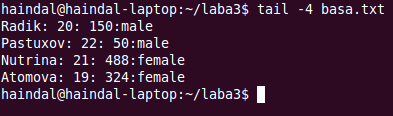 haindal@haindal-laptop:~/laba3$ tail -4 basa.txt
Radik: 20: 150:male
Pastuxov: 22: 50:male
Nutrina: 21: 488:female
Atomova: 19: 324:female
haindal@haindal-laptop:~/laba3$